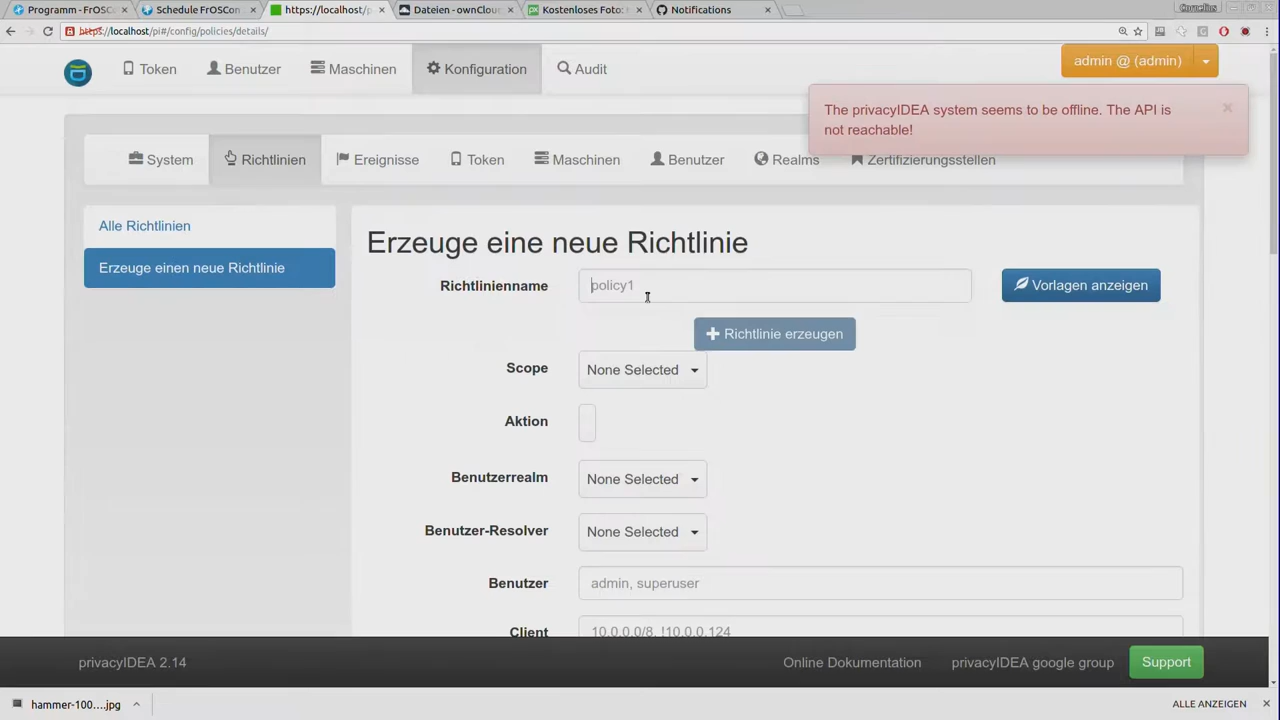 Programm - FrOSC
Schedule FrOSCon
https://localhost/
Dateien - ownClou
Kostenloses Foto:
Notifications
Cornelius
https://localhost/pi#/config/policies/details/
Token
Benutzer
Maschinen
Konfiguration
Audit
admin @ (admin)
The privacyIDEA system seems to be offline. The API is
not reachable!
System
Richtlinien
Ereignisse
Token
Maschinen
Benutzer
Realms
Zertifizierungsstellen
Alle Richtlinien
Erzeuge einen neue Richtlinie
Erzeuge eine neue Richtlinie
Richtlinienname
policy1
Vorlagen anzeigen
Richtlinie erzeugen
Scope
None Selected
Aktion
Benutzerrealm
None Selected
Benutzer-Resolver
None Selected
Benutzer
admin, superuser
Client
10.0.0.0/8, !10.0.0.124
privacyIDEA 2.14
Online Dokumentation
privacyIDEA google group
Support
hammer-100....jpg
ALLE ANZEIGEN